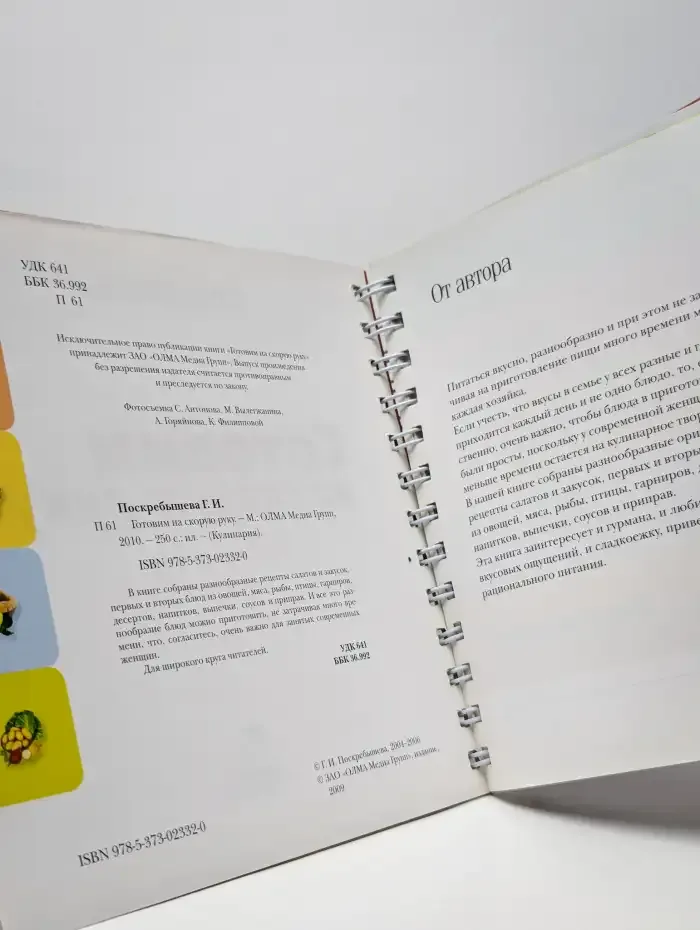 УДК 641
ББК 36.992
П 61
Исключительное право публикации книги «Готовим на скорую руку»
принадлежит ЗАО «ОЛМА Медиа Групп». Выпуск произведения
без разрешения издателя считается противоправным
и преследуется по закону.
Фотосъемка С. Антонова, М. Вылегжанина,
А. Горяйнова, К. Филипповой
Поскребышева Г. И.
П 61 Готовим на скорую руку. – М.: ОЛМА Медиа Групп,
2010. – 250 с.: ил. – (Кулинария).
ISBN 978-5-373-02332-0
В книге собраны разнообразные рецепты салатов и закусок,
первых и вторых блюд из овощей, мяса, рыбы, птицы, гарниров,
десертов, напитков, выпечки, соусов и приправ. И все это раз-
нообразие блюд можно приготовить, не затрачивая много вре
мени, что, согласитесь, очень важно для занятых современных
женщин.
Для широкого круга читателей.
УДК 641
ББК 36.992
© Г. И. Поскребышева, 2001–2006
© ЗАО «ОЛМА Медиа Групп», издание,
2009
ISBN 978-5-373-02332-0
От автора
Питаться вкусно, разнообразно и при этом не за
чивая на приготовление пищи много времени м
каждая хозяйка.
Если учесть, что вкусы в семье у всех разные и г
приходится каждый день и не одно блюдо, то,
ственно, очень важно, чтобы блюда в пригото
были просты, поскольку у современной женщ
меньше времени остается на кулинарное твор
В нашей книге собраны разнообразные ори
рецепты салатов и закусок, первых и вторы
из овощей, мяса, рыбы, птицы, гарниров,
напитков, выпечки, соусов и приправ.
Эта книга заинтересует и гурмана, и люби
вкусовых ощущений, и сладкоежку, приве
рационального питания.